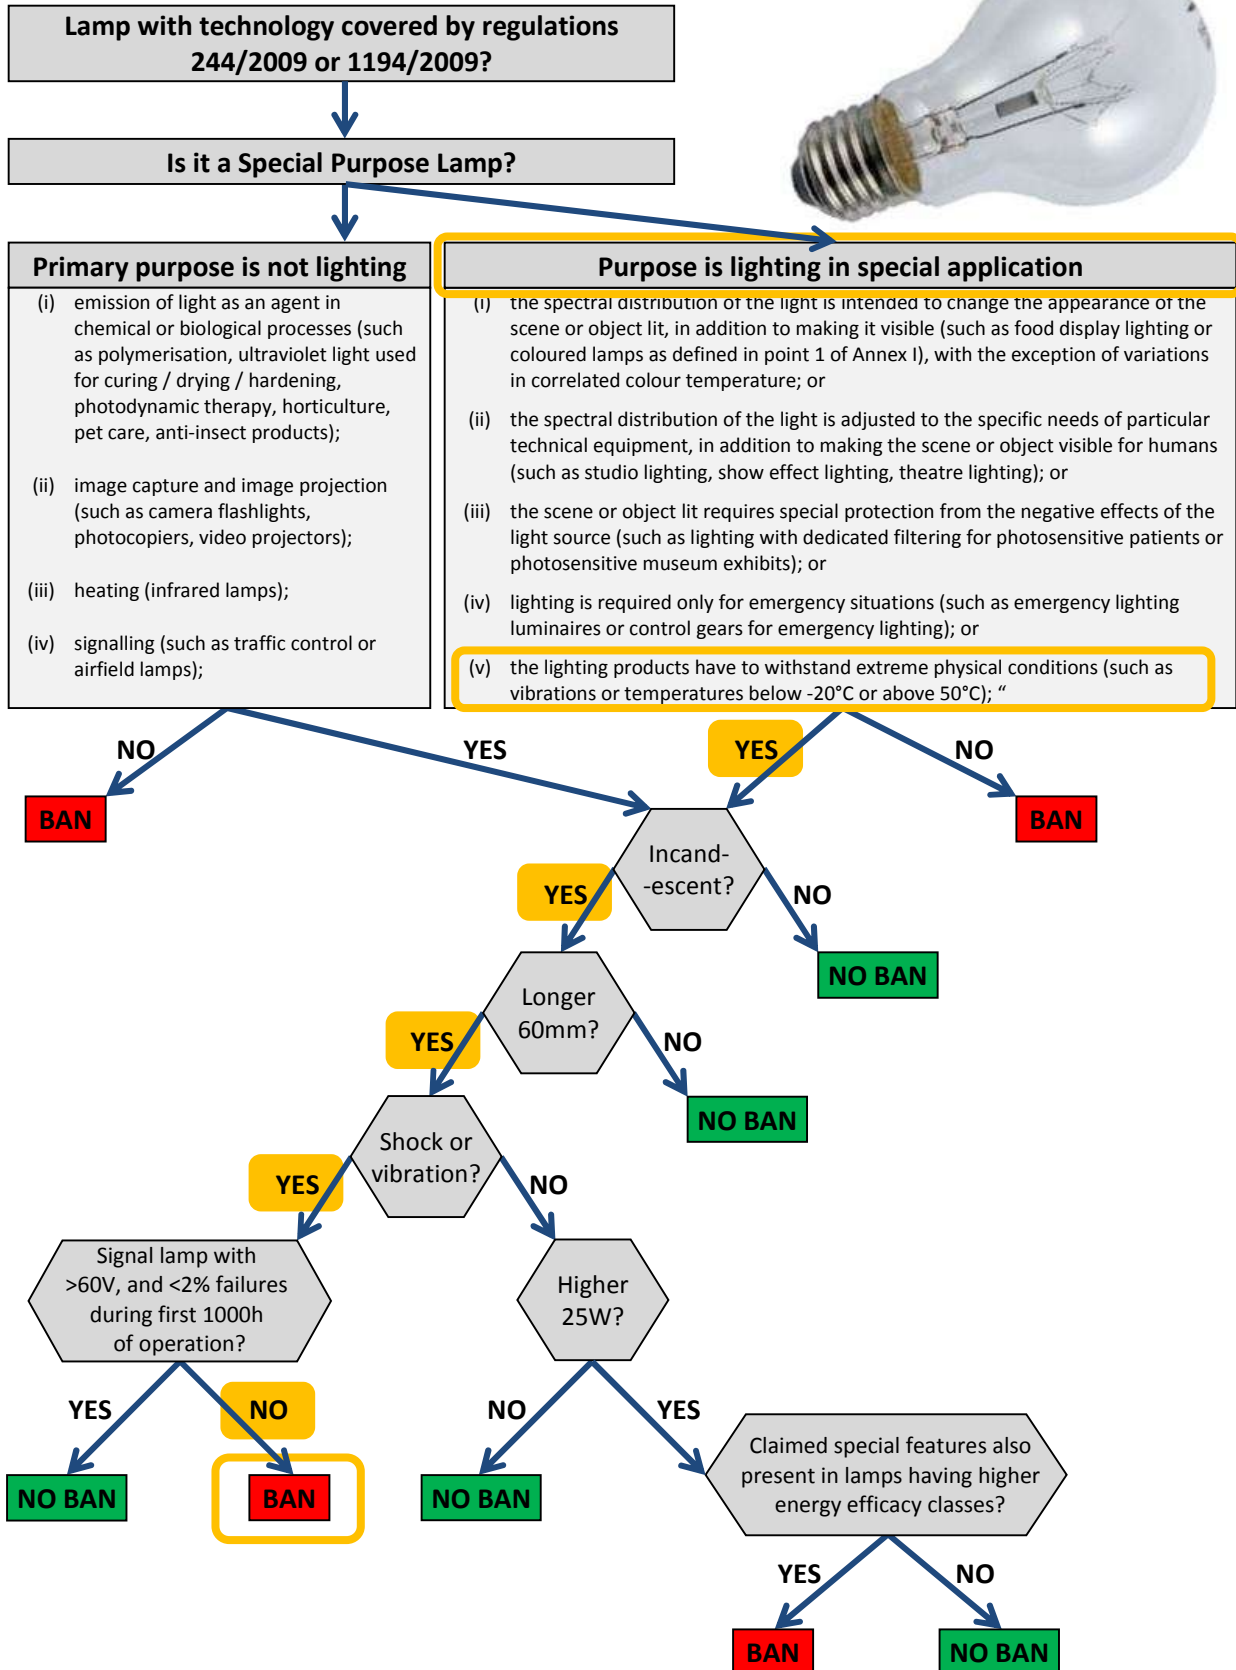 Lamp with technology covered by regulations
244/2009 or 1194/2009?
Is it a Special Purpose Lamp?
Primary purpose is not lighting
(i) emission of light as an agent in
chemical or biological processes (such
as polymerisation, ultraviolet light used
for curing / drying / hardening,
photodynamic therapy, horticulture,
pet care, anti-insect products);
(ii) image capture and image projection
(such as camera flashlights,
photocopiers, video projectors);
(iii) heating (infrared lamps);
(iv) signalling (such as traffic control or
airfield lamps);
Purpose is lighting in special application
(i) the spectral distribution of the light is intended to change the appearance of the
scene or object lit, in addition to making it visible (such as food display lighting or
coloured lamps as defined in point 1 of Annex I), with the exception of variations
in correlated colour temperature; or
(ii) the spectral distribution of the light is adjusted to the specific needs of particular
technical equipment, in addition to making the scene or object visible for humans
(such as studio lighting, show effect lighting, theatre lighting); or
(iii) the scene or object lit requires special protection from the negative effects of the
light source (such as lighting with dedicated filtering for photosensitive patients or
photosensitive museum exhibits); or
(iv) lighting is required only for emergency situations (such as emergency lighting
luminaires or control gears for emergency lighting); or
(v) the lighting products have to withstand extreme physical conditions (such as
vibrations or temperatures below -20°C or above 50°C); “
NO
YES
YES
NO
BAN
BAN
Incand-
-escent?
YES
NO
NO BAN
Longer
60mm?
YES
NO
NO BAN
Shock or
vibration?
YES
NO
Signal lamp with
>60V, and <2% failures
during first 1000h
of operation?
Higher
25W?
YES
NO
NO
YES
NO BAN
BAN
NO BAN
Claimed special features also
present in lamps having higher
energy efficacy classes?
YES
NO
BAN
NO BAN